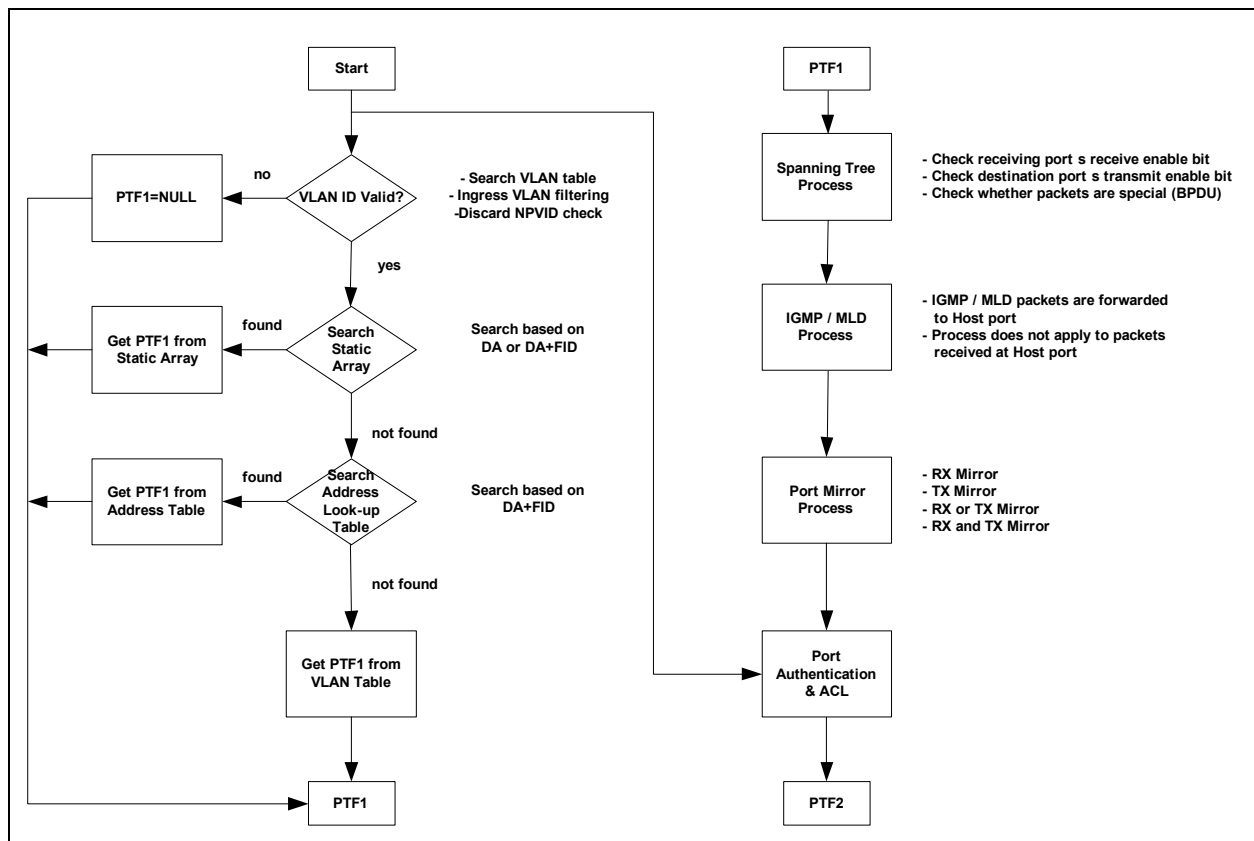 Start
VLAN ID Valid?
no
PTF1=NULL
- Search VLAN table
- Ingress VLAN filtering
-Discard NPVID check
yes
Search
Static
Array
found
Get PTF1 from
Static Array
Search based on
DA or DA+FID
not found
Search
Address
Look-up
Table
found
Get PTF1 from
Address Table
Search based on
DA+FID
not found
Get PTF1 from
VLAN Table
PTF1
PTF1
Spanning Tree
Process
- Check receiving port s receive enable bit
- Check destination port s transmit enable bit
- Check whether packets are special (BPDU)
IGMP / MLD
Process
- IGMP / MLD packets are forwarded
to Host port
- Process does not apply to packets
received at Host port
Port Mirror
Process
- RX Mirror
- TX Mirror
- RX or TX Mirror
- RX and TX Mirror
Port
Authentication
& ACL
PTF2